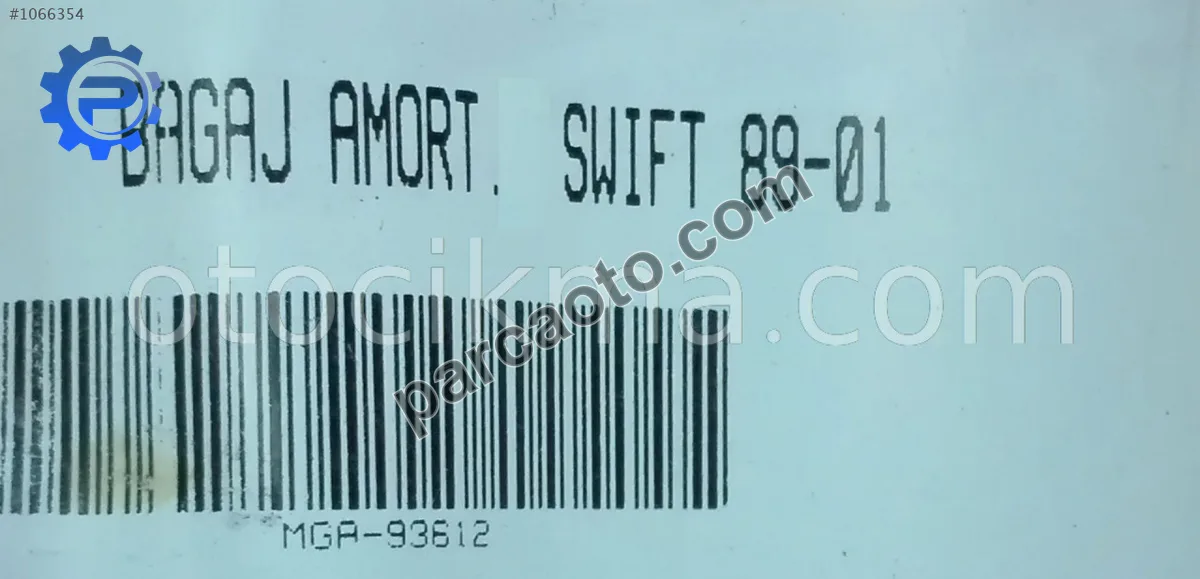 #1066354
BAGAJ AMORT. SWIFT 89-01
otocikma.com
parcaoto.com
MGA-93612